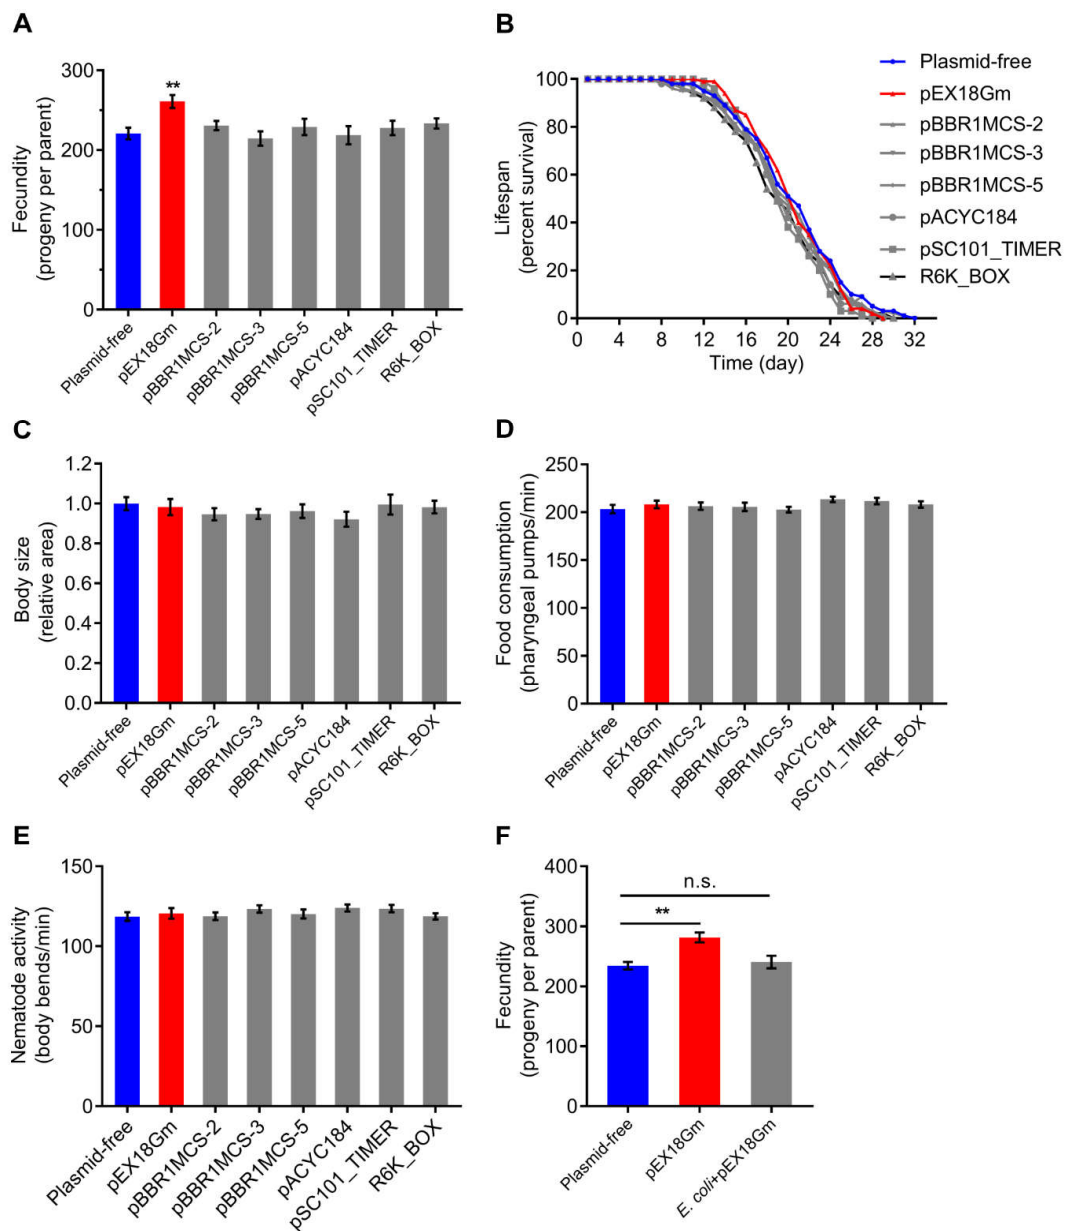 A
Fecundity
(progeny per parent)
300
200
100
0
**
Plasmid-free
pEX18Gm
pBBR1MCS-2
pBBR1MCS-3
pBBR1MCS-5
pACYC184
pSC101_TIMER
R6K_BOX
B
Lifespan
(percent survival)
100
80
60
40
20
0
0 4 8 12 16 20 24 28 32
Time (day)
Plasmid-free
pEX18Gm
pBBR1MCS-2
pBBR1MCS-3
pBBR1MCS-5
pACYC184
pSC101_TIMER
R6K_BOX
C
Body size
(relative area)
1.2
1.0
0.8
0.6
0.4
0.2
0.0
Plasmid-free
pEX18Gm
pBBR1MCS-2
pBBR1MCS-3
pBBR1MCS-5
pACYC184
pSC101_TIMER
R6K_BOX
D
Food consumption
(pharyngeal pumps/min)
250
200
150
100
50
0
Plasmid-free
pEX18Gm
pBBR1MCS-2
pBBR1MCS-3
pBBR1MCS-5
pACYC184
pSC101_TIMER
R6K_BOX
E
Nematode activity
(body bends/min)
150
100
50
0
Plasmid-free
pEX18Gm
pBBR1MCS-2
pBBR1MCS-3
pBBR1MCS-5
pACYC184
pSC101_TIMER
R6K_BOX
F
Fecundity
(progeny per parent)
400
300
200
100
0
n.s.
**
Plasmid-free
pEX18Gm
E. coli+pEX18Gm